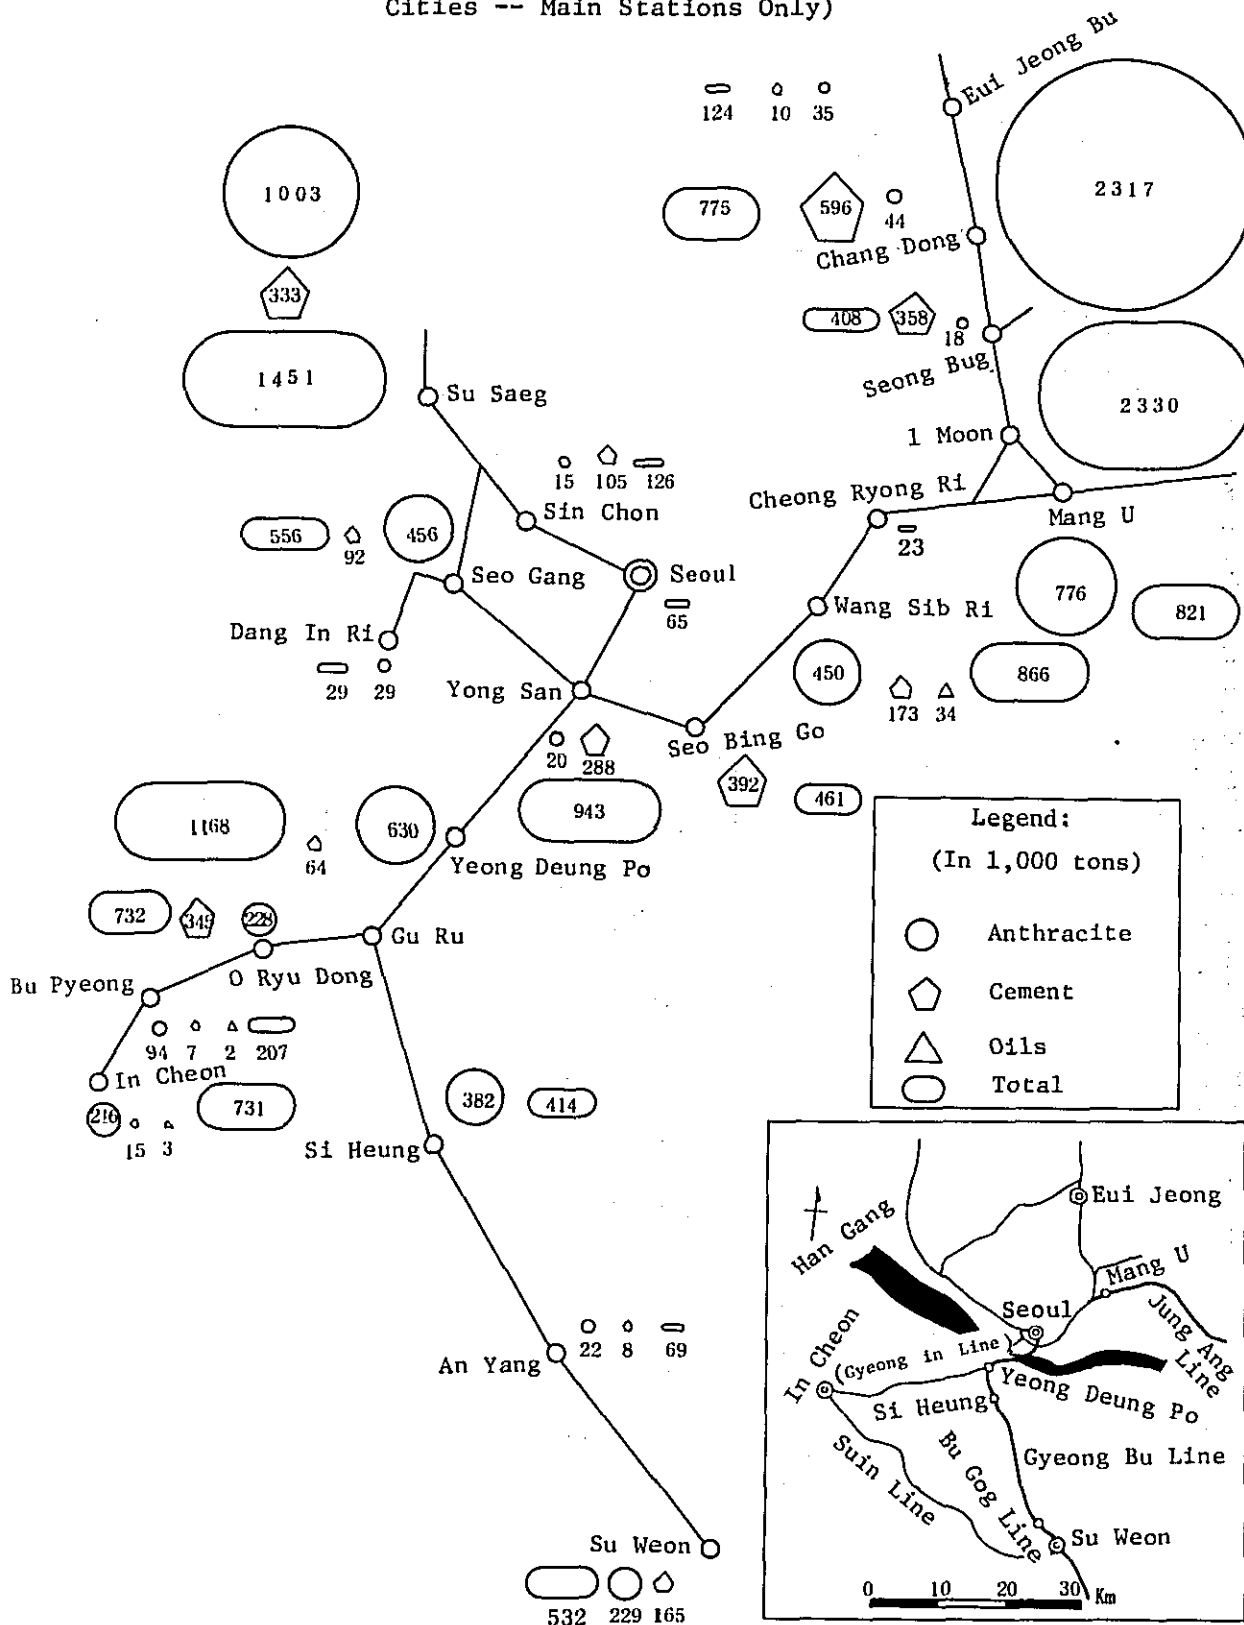 Cities -- Main Stations Only)
Eui Jeong Bu
124 10 35
1003
2317
775 596 44
Chang Dong
333
408 358 18
Seong Bug
1451
2330
Su Saeg
1 Moon
15 105 126
Cheong Ryong Ri
Sin Chon
Mang U
556 92 456
23
Seo Gang
Seoul
776
821
Wang Sib Ri
65
Dang In Ri
29 29
Yong San
450 173 34 866
20 288
Seo Bing Go
392 461
1168 64 630
943
Yeong Deung Po
732 345 228
Gu Ru
O Ryu Dong
Bu Pyeong
94 7 2 207
In Cheon
216 15 3 731
382 414
Si Heung
An Yang
22 8 69
Su Weon
532 229 165
Legend:
(In 1,000 tons)
Anthracite
Cement
Oils
Total
Eui Jeong
Han Gang
Mang U
Seoul
Jung Ang
Line
In Cheon
(Gyeong in Line)
Yeong Deung Po
Si Heung
Suin Line
Bu Gog Line
Gyeong Bu Line
Su Weon
0 10 20 30 Km